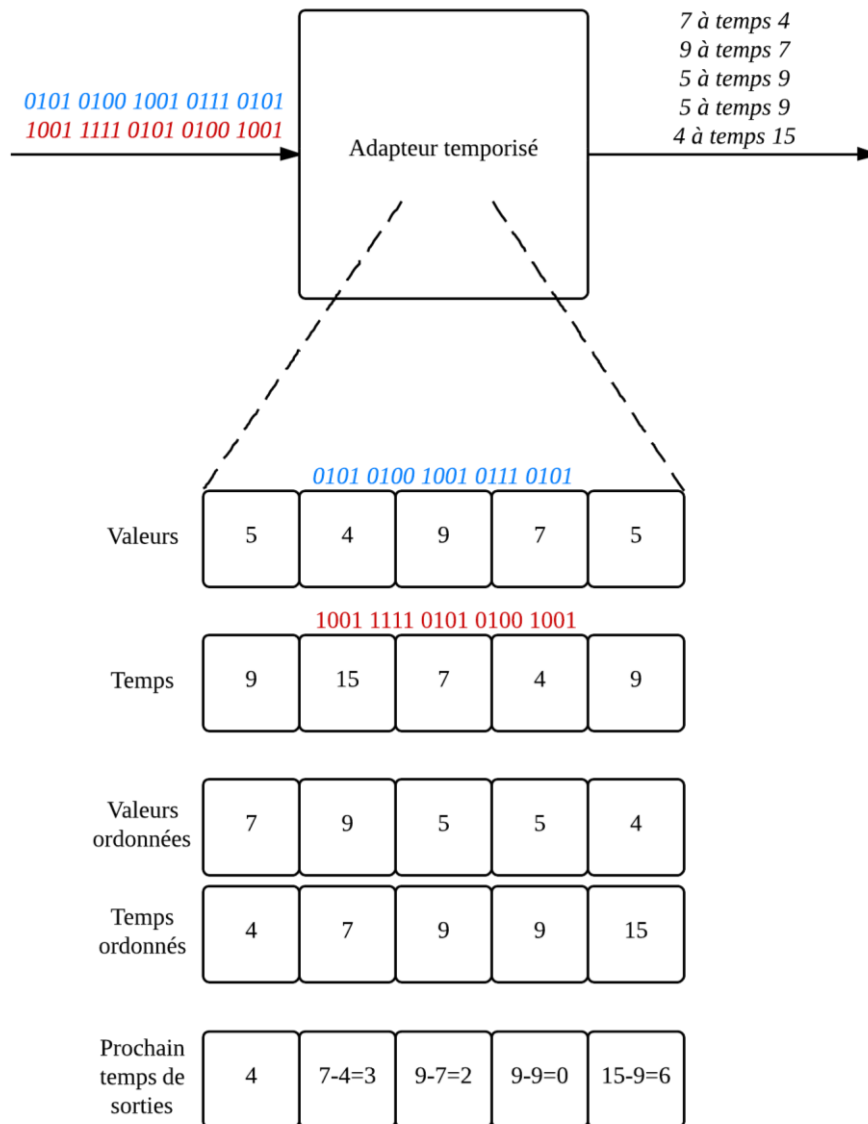 7 à temps 4
9 à temps 7
5 à temps 9
5 à temps 9
4 à temps 15
0101 0100 1001 0111 0101
1001 1111 0101 0100 1001
Adapteur temporisé
0101 0100 1001 0111 0101
Valeurs 5 4 9 7 5
1001 1111 0101 0100 1001
Temps 9 15 7 4 9
Valeurs
ordonnées
7 9 5 5 4
Temps
ordonnés
4 7 9 9 15
Prochain
temps de
sorties
4 7-4=3 9-7=2 9-9=0 15-9=6